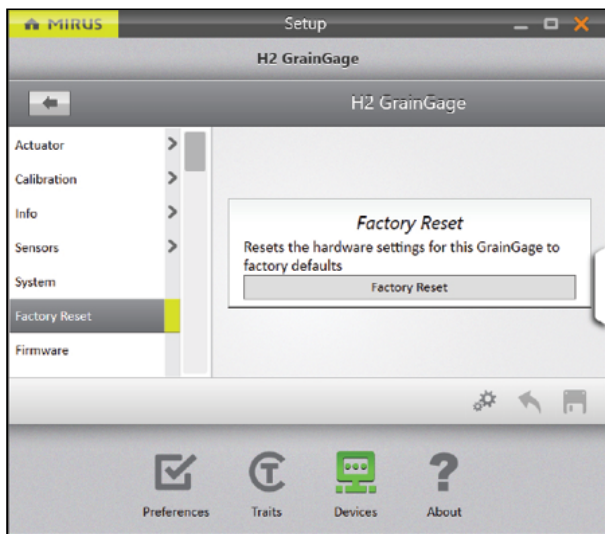 MIRUS
Setup
H2 GrainGage
H2 GrainGage
Actuator
Calibration
Info
Sensors
System
Factory Reset
Firmware
Factory Reset
Resets the hardware settings for this GrainGage to
factory defaults
Factory Reset
Preferences
Traits
Devices
About